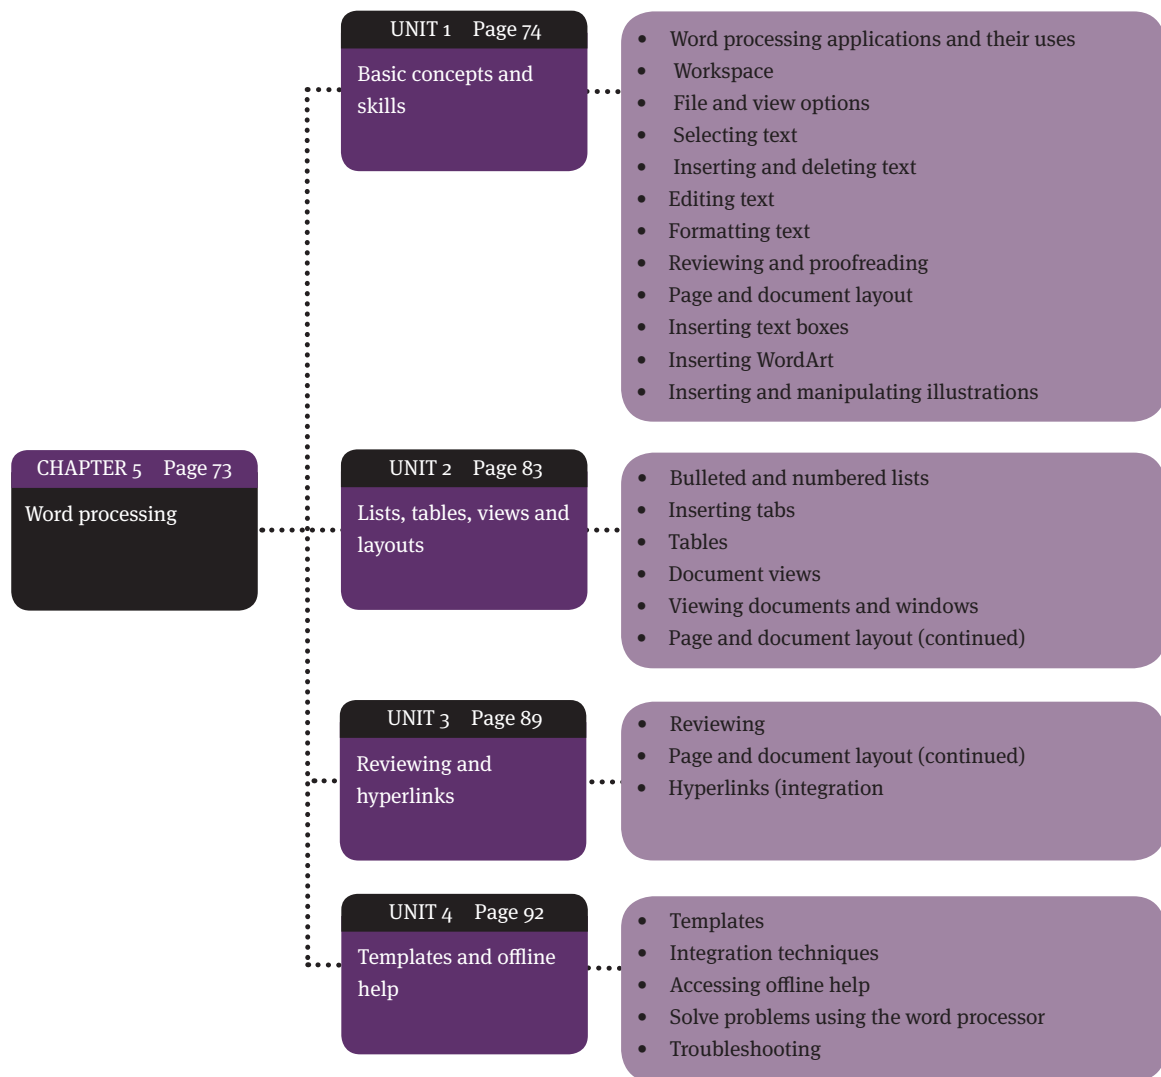 CHAPTER 5 Page 73
Word processing
UNIT 1 Page 74
Basic concepts and
skills
• Word processing applications and their uses
• Workspace
• File and view options
• Selecting text
• Inserting and deleting text
• Editing text
• Formatting text
• Reviewing and proofreading
• Page and document layout
• Inserting text boxes
• Inserting WordArt
• Inserting and manipulating illustrations
UNIT 2 Page 83
Lists, tables, views and
layouts
• Bulleted and numbered lists
• Inserting tabs
• Tables
• Document views
• Viewing documents and windows
• Page and document layout (continued)
UNIT 3 Page 89
Reviewing and
hyperlinks
• Reviewing
• Page and document layout (continued)
• Hyperlinks (integration
UNIT 4 Page 92
Templates and offline
help
• Templates
• Integration techniques
• Accessing offline help
• Solve problems using the word processor
• Troubleshooting